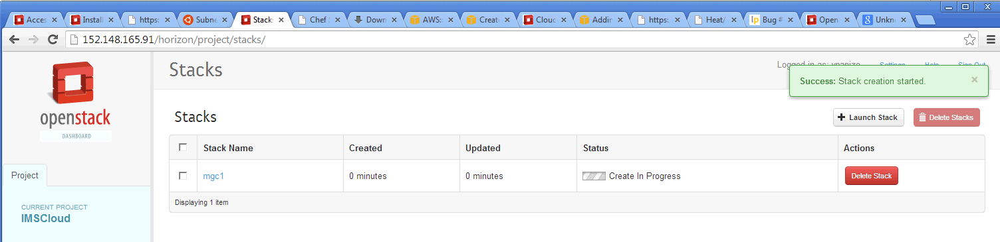 Acces
Install
https:
Subne
Stack
Chef
Down
AWS::
Create
Cloud
Addin
https:
Heat/
Bug #
Open
Unkn
152.148.165.91/horizon/project/stacks/
openstack
DASHBOARD
Project
CURRENT PROJECT
IMSCloud
Stacks
Logged in as: vpanizo Settings Help Sign Out
Success: Stack creation started.
Stacks
Launch Stack Delete Stacks
Stack Name Created Updated Status Actions
mgc1 0 minutes 0 minutes Create In Progress Delete Stack
Displaying 1 item